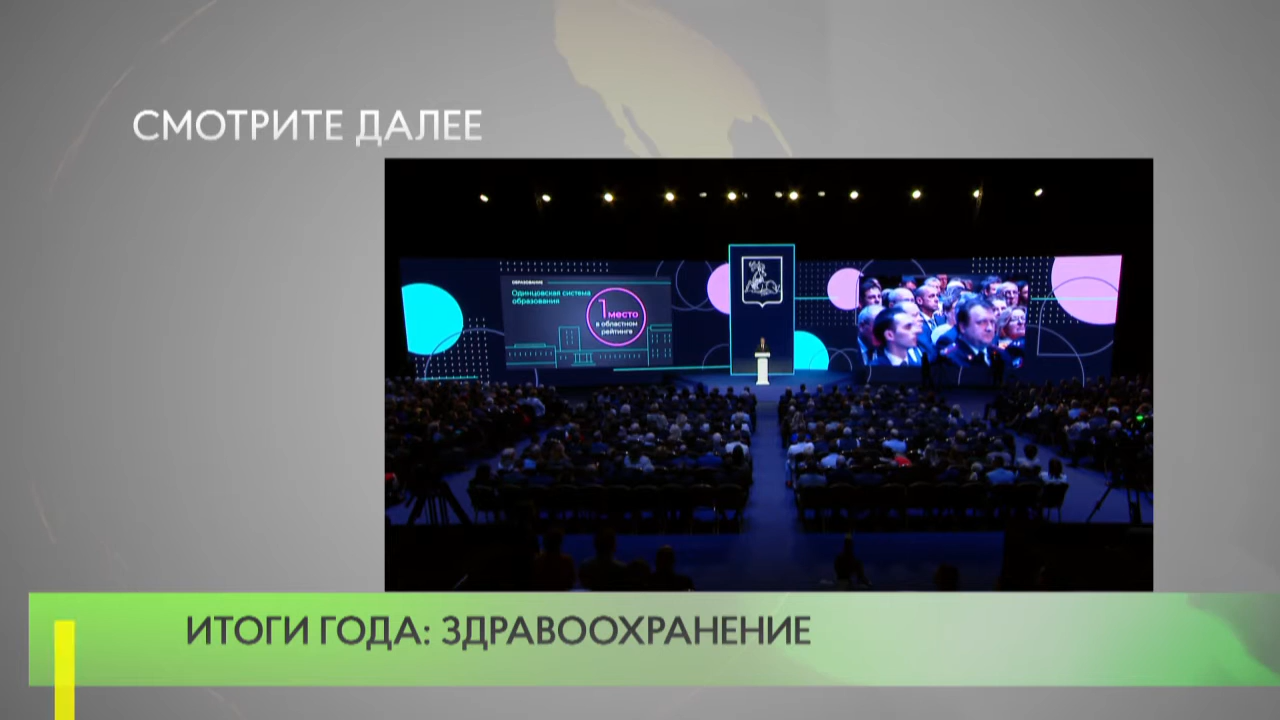 СМОТРИТЕ ДАЛЕЕ
ОБРАЗОВАНИЕ
Одинцовская система
образования
1 место
в областном
рейтинге
ИТОГИ ГОДА: ЗДРАВООХРАНЕНИЕ